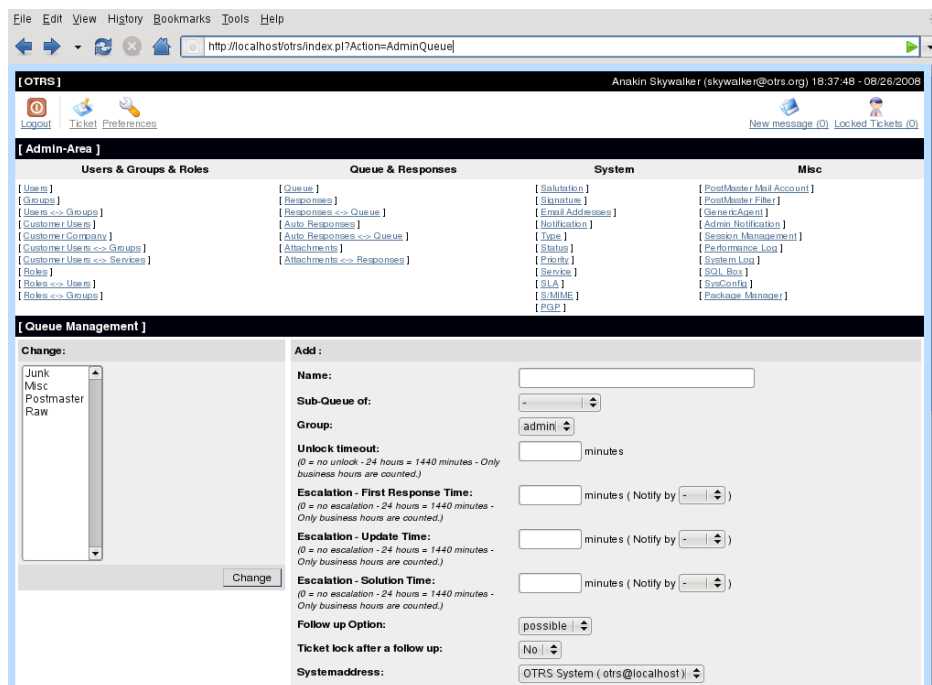 File Edit View History Bookmarks Tools Help
http://localhost/otrs/index.pl?Action=AdminQueue
[ OTRS ] Anakin Skywalker (skywalker@otrs.org) 18:37:48 - 08/26/2008
Logout Ticket Preferences New message (0) Locked Tickets (0)
[ Admin-Area ]
Users & Groups & Roles Queue & Responses System Misc
[ Users ] [ Queue ] [ Salutation ] [ PostMaster Mail Account ]
[ Groups ] [ Responses ] [ Signature ] [ PostMaster Filter ]
[ Users <-> Groups ] [ Responses <-> Queue ] [ Email Addresses ] [ GenericAgent ]
[ Customer Users ] [ Auto Responses ] [ Notification ] [ Admin Notification ]
[ Customer Company ] [ Auto Responses <-> Queue ] [ Type ] [ Session Management ]
[ Customer Users <-> Groups ] [ Attachments ] [ Status ] [ Performance Log ]
[ Customer Users <-> Services ] [ Attachments <-> Responses ] [ Priority ] [ System Log ]
[ Roles ] [ Service ] [ SQL Box ]
[ Roles <-> Users ] [ SLA ] [ SysConfig ]
[ Roles <-> Groups ] [ S/MIME ] [ Package Manager ]
[ PGP ]
[ Queue Management ]
Change:
Junk
Misc
Postmaster
Raw
Change
Add :
Name:
Sub-Queue of: -
Group: admin
Unlock timeout: minutes
(0 = no unlock - 24 hours = 1440 minutes - Only
business hours are counted.)
Escalation - First Response Time: minutes ( Notify by - )
(0 = no escalation - 24 hours = 1440 minutes -
Only business hours are counted.)
Escalation - Update Time: minutes ( Notify by - )
(0 = no escalation - 24 hours = 1440 minutes -
Only business hours are counted.)
Escalation - Solution Time: minutes ( Notify by - )
(0 = no escalation - 24 hours = 1440 minutes -
Only business hours are counted.)
Follow up Option: possible
Ticket lock after a follow up: No
Systemaddress: OTRS System ( otrs@localhost )